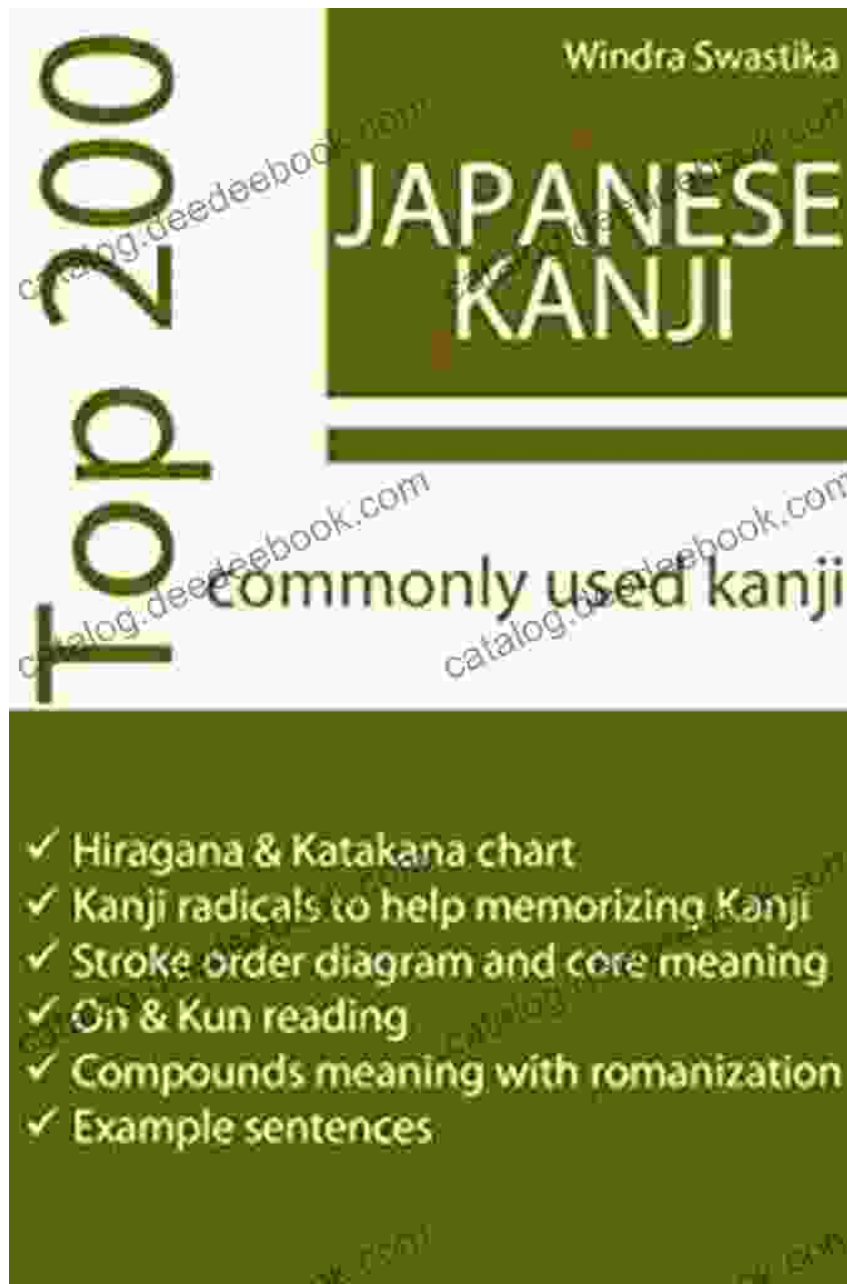 Windra Swastika
Top 200
JAPANESE
KANJI
commonly used kanji
✓ Hiragana & Katakana chart
✓ Kanji radicals to help memorizing Kanji
✓ Stroke order diagram and core meaning
✓ On & Kun reading
✓ Compounds meaning with romanization
✓ Example sentences
catalog.deedeebook.com
catalog.deedeebook.com
catalog.deedeebook.com
catalog.deedeebook.com